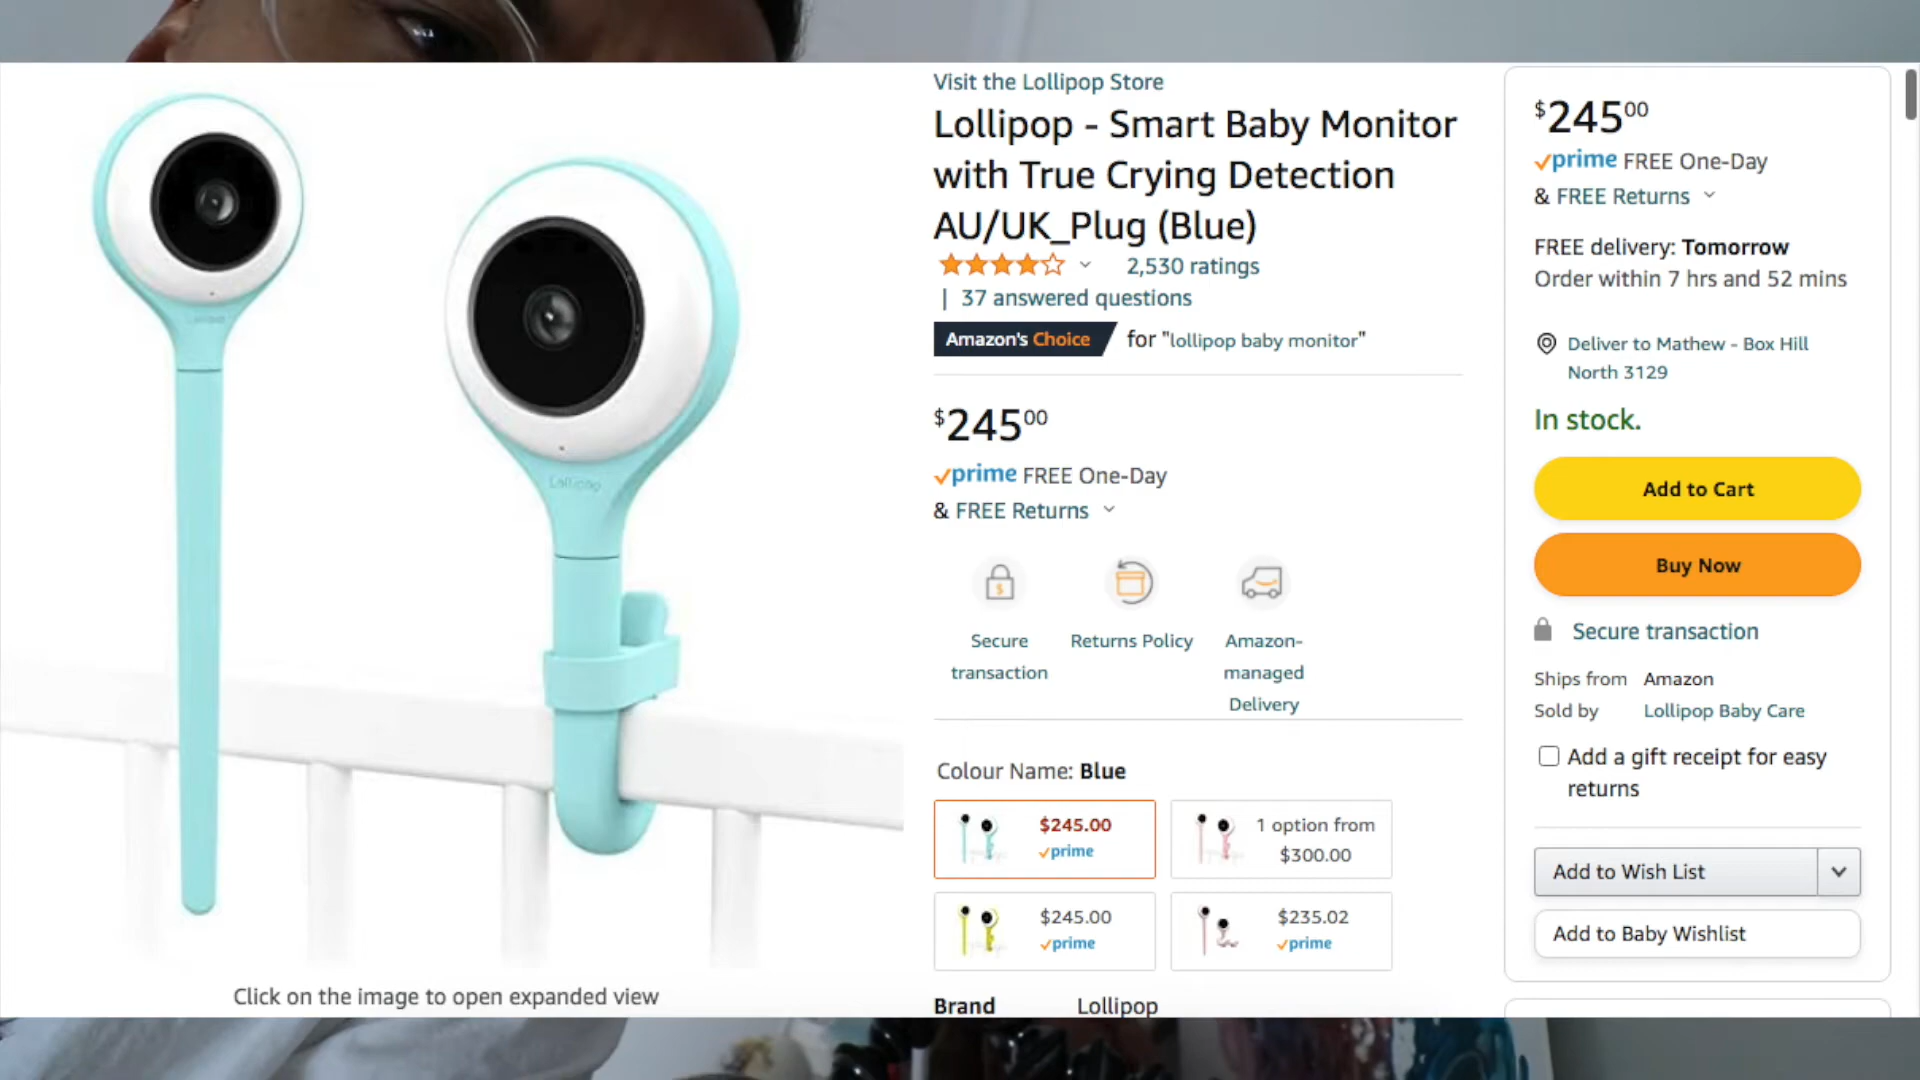 Visit the Lollipop Store
Lollipop - Smart Baby Monitor
with True Crying Detection
AU/UK_Plug (Blue)
2,530 ratings
| 37 answered questions
Amazon's Choice for "lollipop baby monitor"
$24500
prime FREE One-Day
& FREE Returns
Secure
transaction
Returns Policy
Amazon-
managed
Delivery
Colour Name: Blue
$245.00
prime
1 option from
$300.00
$245.00
prime
$235.02
prime
Brand Lollipop
Lollipop
Lollipop
Click on the image to open expanded view
$24500
prime FREE One-Day
& FREE Returns
FREE delivery: Tomorrow
Order within 7 hrs and 52 mins
Deliver to Mathew - Box Hill
North 3129
In stock.
Add to Cart
Buy Now
Secure transaction
Ships from Amazon
Sold by Lollipop Baby Care
Add a gift receipt for easy
returns
Add to Wish List
Add to Baby Wishlist